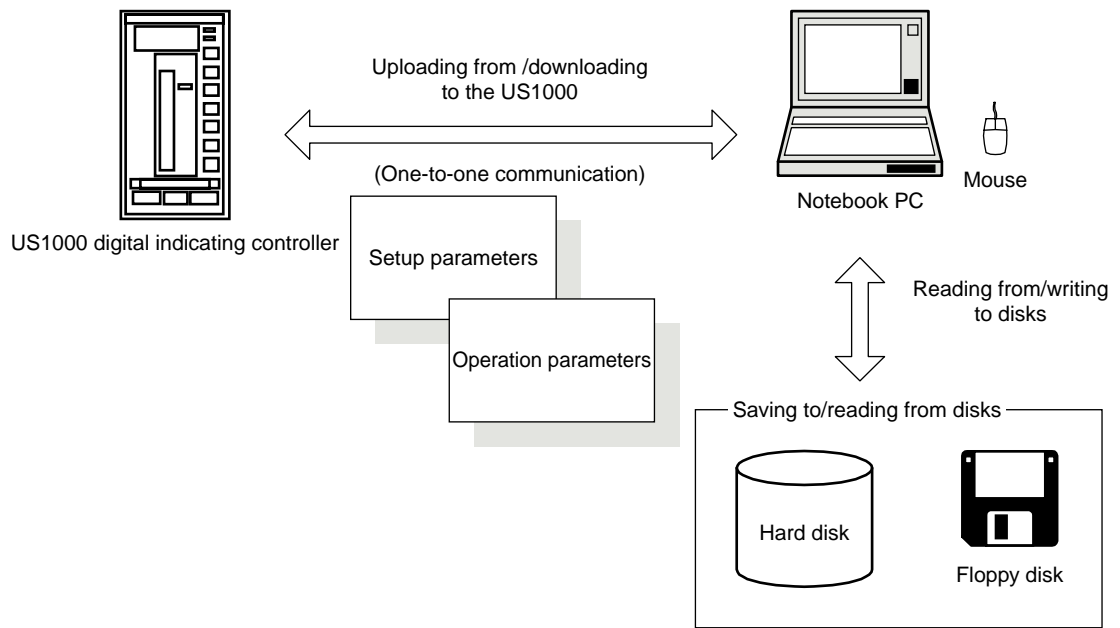 Uploading from /downloading
to the US1000
(One-to-one communication)
Mouse
Notebook PC
US1000 digital indicating controller
Setup parameters
Operation parameters
Reading from/writing
to disks
Saving to/reading from disks
Hard disk
Floppy disk